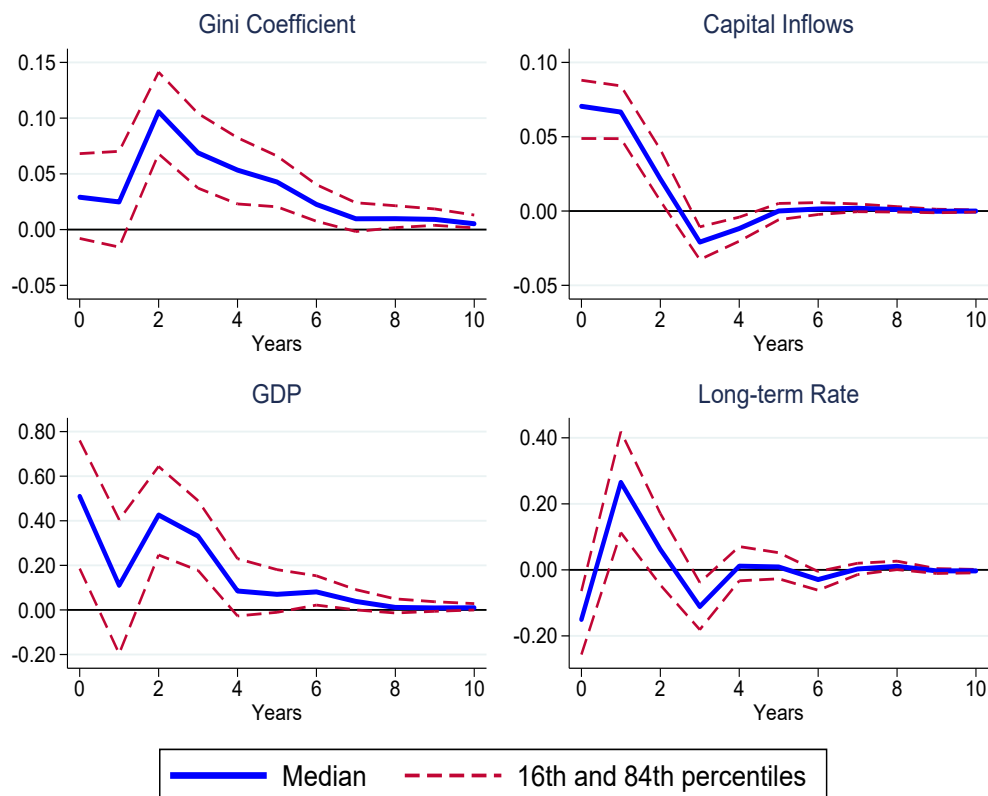 Gini Coefficient
0.15
0.10
0.05
0.00
-0.05
0 2 4 6 8 10
Years
Capital Inflows
0.10
0.05
0.00
-0.05
0 2 4 6 8 10
Years
GDP
0.80
0.60
0.40
0.20
0.00
-0.20
0 2 4 6 8 10
Years
Long-term Rate
0.40
0.20
0.00
-0.20
0 2 4 6 8 10
Years
Median 16th and 84th percentiles